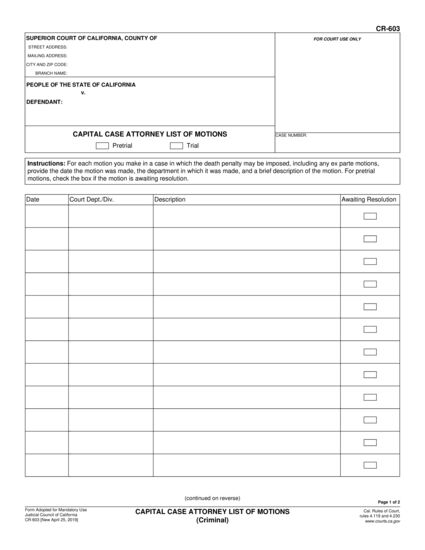 CR-603
SUPERIOR COURT OF CALIFORNIA, COUNTY OF
STREET ADDRESS:
MAILING ADDRESS:
CITY AND ZIP CODE:
BRANCH NAME:
FOR COURT USE ONLY
PEOPLE OF THE STATE OF CALIFORNIA
v.
DEFENDANT:
CAPITAL CASE ATTORNEY LIST OF MOTIONS
Pretrial Trial
CASE NUMBER:
Instructions: For each motion you make in a case in which the death penalty may be imposed, including any ex parte motions,
provide the date the motion was made, the department in which it was made, and a brief description of the motion. For pretrial
motions, check the box if the motion is awaiting resolution.
Date Court Dept./Div. Description Awaiting Resolution
(continued on reverse)
Page 1 of 2
Form Adopted for Mandatory Use
Judicial Council of California
CR-603 [New April 25, 2019]
CAPITAL CASE ATTORNEY LIST OF MOTIONS
(Criminal)
Cal. Rules of Court,
rules 4.119 and 4.230
www.courts.ca.gov